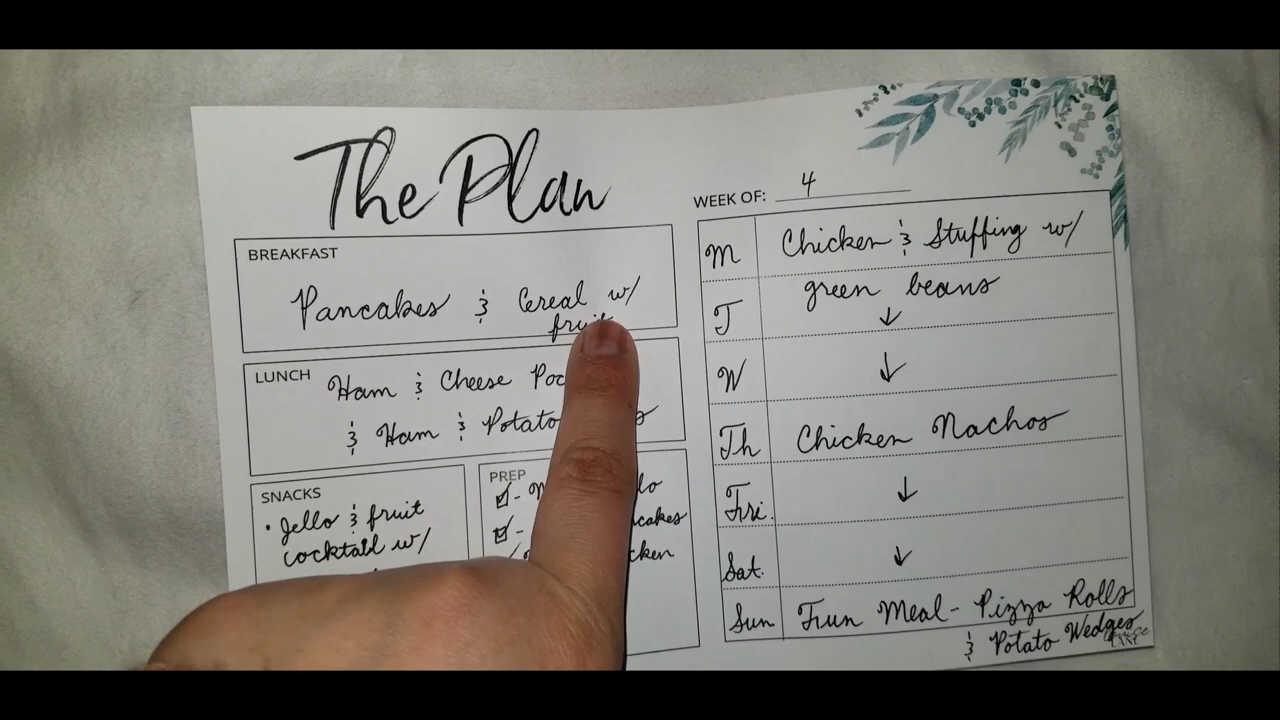 The Plan
WEEK OF: 4
BREAKFAST
Pancakes & Cereal w/
fruit
LUNCH
Ham & Cheese
& Ham & Potato
SNACKS
• Jello & fruit
cocktail w/
PREP
M Chicken & Stuffing w/
green beans
T ↓
W ↓
Th Chicken Nachos
Fri. ↓
Sat. ↓
Sun Fun Meal - Pizza Rolls
& Potato Wedges